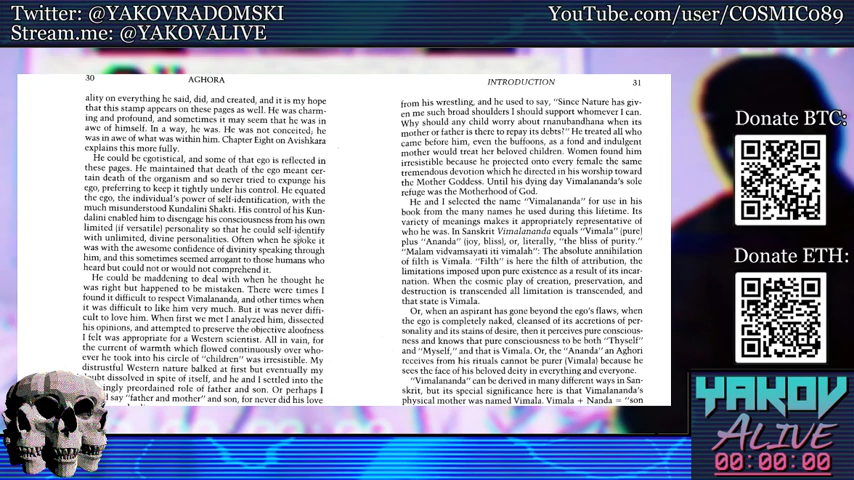 Twitter: @YAKOVRADOMSKI
Stream.me: @YAKOVALIVE
YouTube.com/user/COSMICo89
30 AGHORA
ality on everything he said, did, and created, and it is my hope
that this stamp appears on these pages as well. He was charm-
ing and profound, and sometimes it may seem that he was in
awe of himself. In a way, he was. He was not conceited; he
was in awe of what was within him. Chapter Eight on Avishkara
explains this more fully.
He could be egotistical, and some of that ego is reflected in
these pages. He maintained that death of the ego meant cer-
tain death of the organism and so never tried to expunge his
ego, preferring to keep it tightly under his control. He equated
the ego, the individual's power of self-identification, with the
much misunderstood Kundalini Shakti. His control of his Kun-
dalini enabled him to disengage his consciousness from his own
limited (if versatile) personality so that he could self-identify
with unlimited, divine personalities. Often when he spoke it
was with the awesome confidence of divinity speaking through
him, and this sometimes seemed arrogant to those humans who
heard but could not or would not comprehend it.
He could be maddening to deal with when he thought he
was right but happened to be mistaken. There were times I
found it difficult to respect Vimalananda, and other times when
it was difficult to like him very much. But it was never diffi-
cult to love him. When first we met I analyzed him, dissected
his opinions, and attempted to preserve the objective aloofness
I felt was appropriate for a Western scientist. All in vain, for
the current of warmth which flowed continuously over who-
ever he took into his circle of "children" was irresistible. My
distrustful Western nature balked at first but eventually my
ubt dissolved in spite of itself, and he and I settled into the
ingly preordained role of father and son. Or perhaps I
say "father and mother" and son, for never did his love
INTRODUCTION 31
from his wrestling, and he used to say, "Since Nature has giv-
en me such broad shoulders I should support whomever I can.
Why should any child worry about rnanubandhana when its
mother or father is there to repay its debts?" He treated all who
came before him, even the buffoons, as a fond and indulgent
mother would treat her beloved children. Women found him
irresistible because he projected onto every female the same
tremendous devotion which he directed in his worship toward
the Mother Goddess. Until his dying day Vimalananda's sole
refuge was the Motherhood of God.
He and I selected the name "Vimalananda" for use in his
book from the many names he used during this lifetime. Its
variety of meanings makes it appropriately representative of
who he was. In Sanskrit Vimalananda equals "Vimala" (pure)
plus "Ananda" (joy, bliss), or, literally, "the bliss of purity."
"Malam vidvamsayati iti vimalah": The absolute annihilation
of filth is Vimala. "Filth" is here the filth of attribution, the
limitations imposed upon pure existence as a result of its incar-
nation. When the cosmic play of creation, preservation, and
destruction is transcended all limitation is transcended, and
that state is Vimala.
Or, when an aspirant has gone beyond the ego's flaws, when
the ego is completely naked, cleansed of its accretions of per-
sonality and its stains of desire, then it perceives pure conscious-
ness and knows that pure consciousness to be both "Thyself"
and "Myself," and that is Vimala. Or, the "Ananda" an Aghori
receives from his rituals cannot be purer (Vimala) because he
sees the face of his beloved deity in everything and everyone.
"Vimalananda" can be derived in many different ways in San-
skrit, but its special significance here is that Vimalananda's
physical mother was named Vimala. Vimala + Nanda = "son
Donate BTC:
Donate ETH:
YAKOV
ALIVE
00:00:00